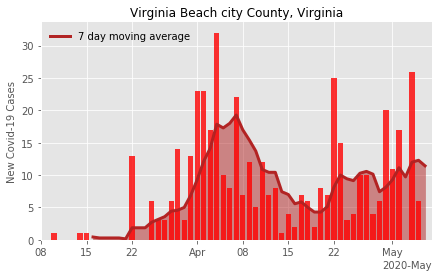 Virginia Beach city County, Virginia
7 day moving average
New Covid-19 Cases
30
25
20
15
10
5
0
08 15 22 Apr 08 15 22 May
2020-May